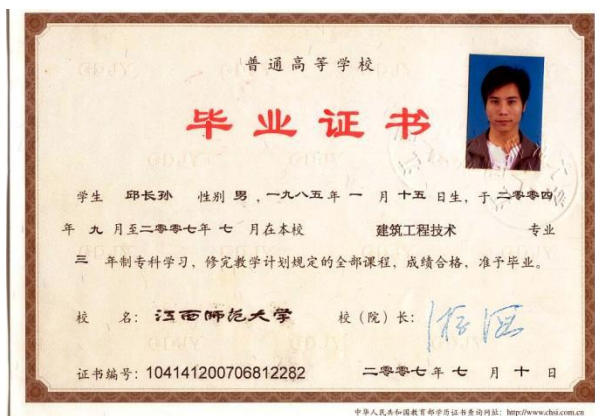 普通高等学校
毕业证书
学生 邱长孙 性别 男 ，一九八五年 一 月 十五 日生，于 二零零四
年 九 月至二零零七年 七 月在本校 建筑工程技术 专业
三 年制专科学习，修完教学计划规定的全部课程，成绩合格，准予毕业。
校 名：江西师范大学 校（院）长：
证书编号：104141200706812282 二零零七年 七 月 十 日
中华人民共和国教育部学历证书查询网址：http://www.chsi.com.cn